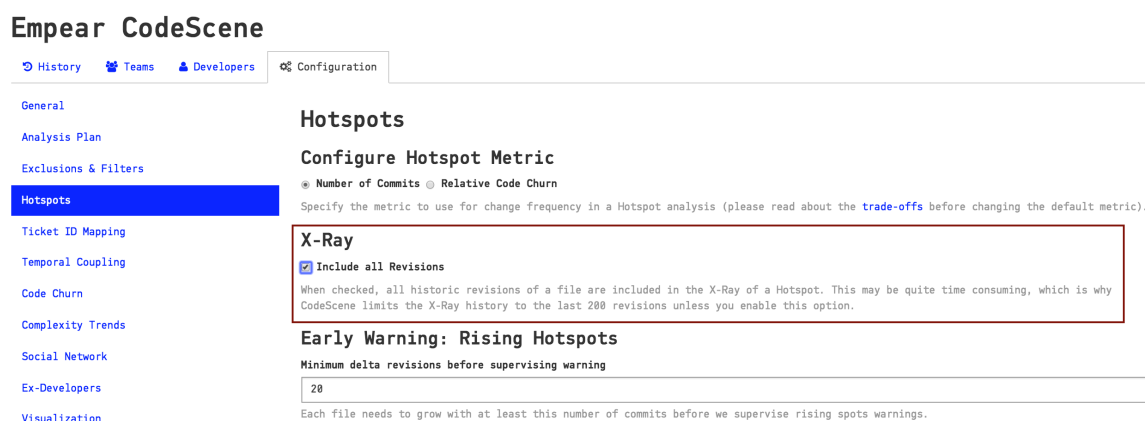 Empear CodeScene
History Teams Developers Configuration
General
Analysis Plan
Exclusions & Filters
Hotspots
Ticket ID Mapping
Temporal Coupling
Code Churn
Complexity Trends
Social Network
Ex-Developers
Visualization
Hotspots
Configure Hotspot Metric
Number of Commits Relative Code Churn
Specify the metric to use for change frequency in a Hotspot analysis (please read about the trade-offs before changing the default metric).
X-Ray
Include all Revisions
When checked, all historic revisions of a file are included in the X-Ray of a Hotspot. This may be quite time consuming, which is why
CodeScene limits the X-Ray history to the last 200 revisions unless you enable this option.
Early Warning: Rising Hotspots
Minimum delta revisions before supervising warning
20
Each file needs to grow with at least this number of commits before we supervise rising spots warnings.